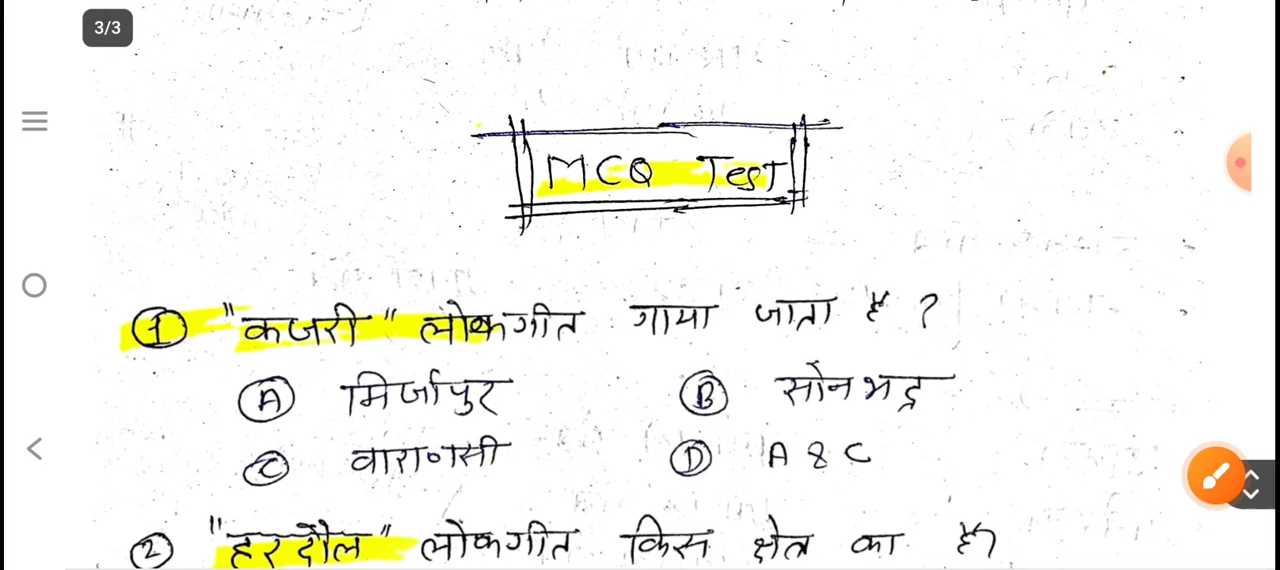 3/3
MCQ Test
① "कजरी" लोकगीत गाया जाता है ?
Ⓐ मिर्जापुर Ⓑ सोनभद्र
Ⓒ वाराणसी Ⓓ A & C
② "हरदौल" लोकगीत किस क्षेत्र का है?